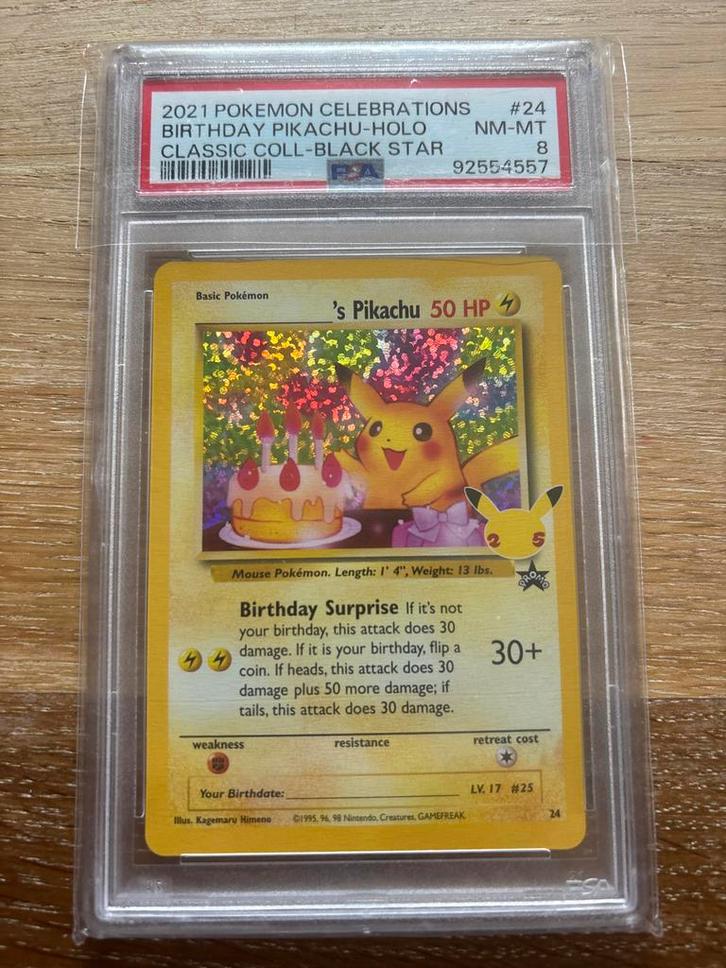 2021 POKEMON CELEBRATIONS #24
BIRTHDAY PIKACHU-HOLO NM-MT
CLASSIC COLL-BLACK STAR 8
PSA 92554557
Basic Pokémon
's Pikachu 50 HP
25
PROMO
Mouse Pokémon. Length: 1' 4", Weight: 13 lbs.
Birthday Surprise If it's not
your birthday, this attack does 30
damage. If it is your birthday, flip a
coin. If heads, this attack does 30
damage plus 50 more damage; if
tails, this attack does 30 damage.
30+
weakness resistance retreat cost
Your Birthdate: LV. 17 #25
Illus. Kagemaru Himeno ©1995, 96, 98 Nintendo, Creatures, GAMEFREAK. 24
PSA